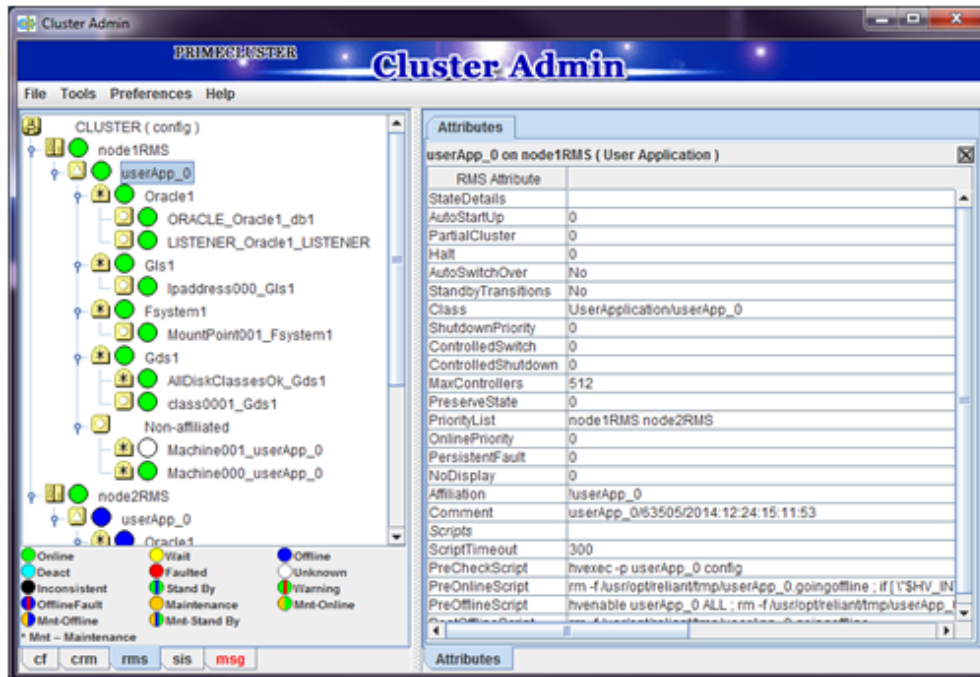 Cluster Admin
PRIMECLUSTER
Cluster Admin
File Tools Preferences Help
CLUSTER ( config )
node1RMS
userApp_0
Oracle1
ORACLE_Oracle1_db1
LISTENER_Oracle1_LISTENER
Gls1
Ipaddress000_Gls1
Fsystem1
MountPoint001_Fsystem1
Gds1
AllDiskClassesOk_Gds1
class0001_Gds1
Non-affiliated
Machine001_userApp_0
Machine000_userApp_0
node2RMS
userApp_0
Oracle1
Online Wait Offline
Deact Faulted Unknown
Inconsistent Stand By Warning
OfflineFault Maintenance Mnt-Online
Mnt-Offline Mnt-Stand By
* Mnt – Maintenance
cf crm rms sis msg
Attributes
userApp_0 on node1RMS ( User Application )
RMS Attribute
StateDetails
AutoStartUp 0
PartialCluster 0
Halt 0
AutoSwitchOver No
StandbyTransitions No
Class UserApplication/userApp_0
ShutdownPriority 0
ControlledSwitch 0
ControlledShutdown 0
MaxControllers 512
PreserveState 0
PriorityList node1RMS node2RMS
OnlinePriority 0
PersistentFault 0
NoDisplay 0
Affiliation !userApp_0
Comment userApp_0/63505/2014:12:24:15:11:53
Scripts
ScriptTimeout 300
PreCheckScript hvexec -p userApp_0 config
PreOnlineScript rm -f /usr/opt/reliant/tmp/userApp_0.goingoffline ; if [ \"$HV_IN
PreOfflineScript hvenable userApp_0 ALL ; rm -f /usr/opt/reliant/tmp/userApp_
Attributes